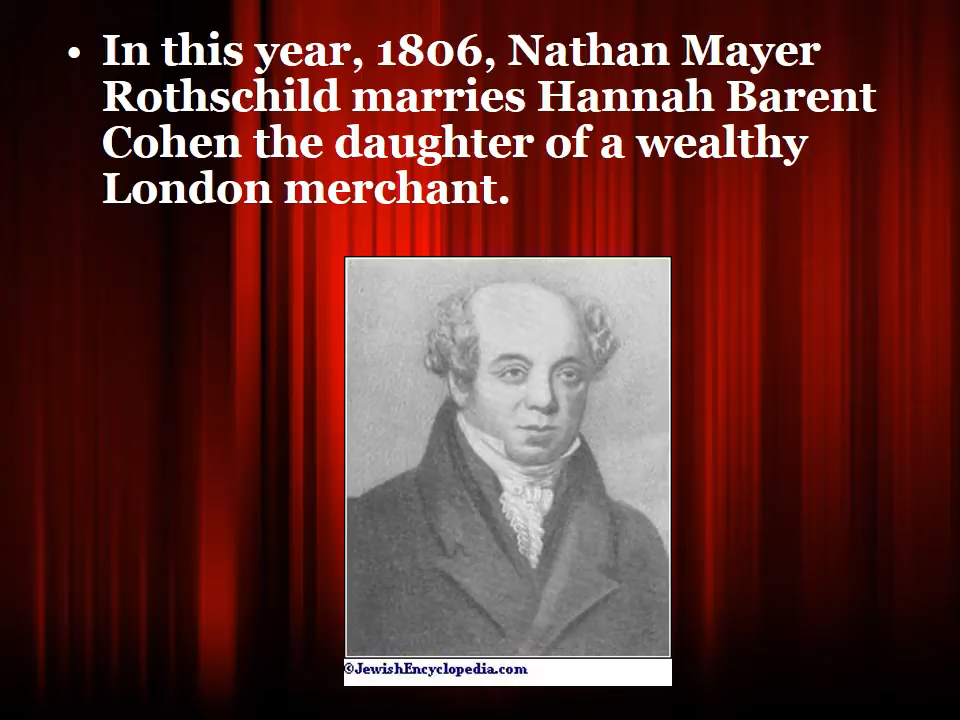 • In this year, 1806, Nathan Mayer
Rothschild marries Hannah Barent
Cohen the daughter of a wealthy
London merchant.
©JewishEncyclopedia.com